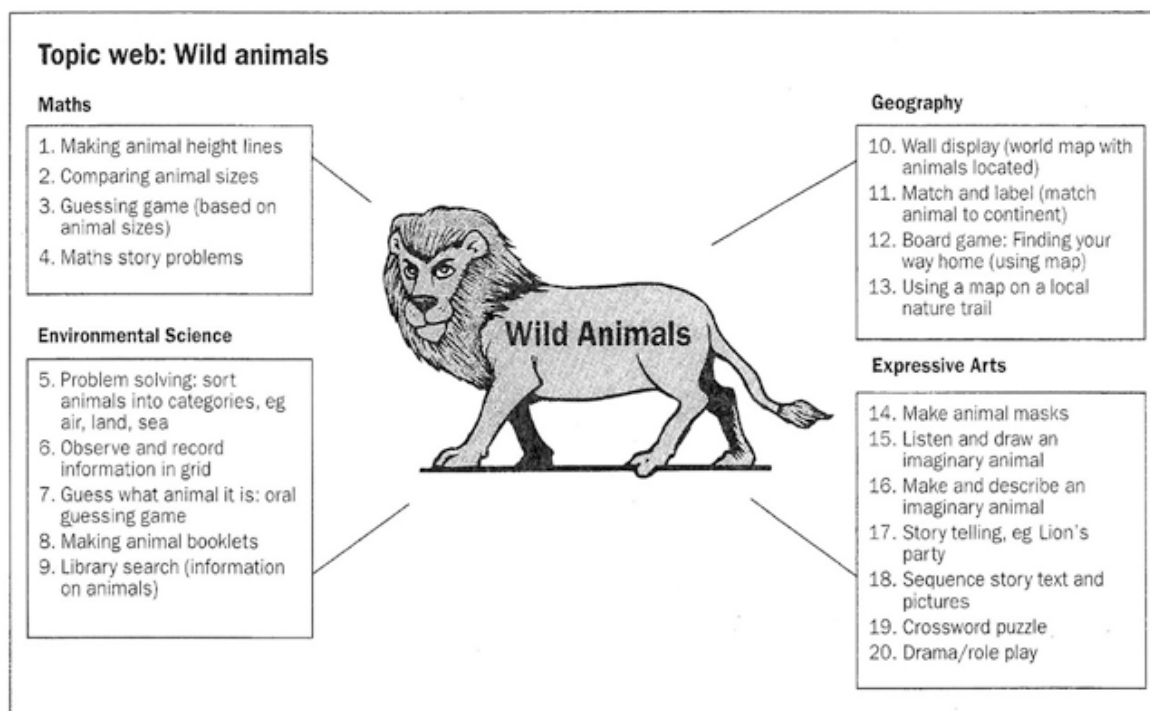 Topic web: Wild animals
Maths
1. Making animal height lines
2. Comparing animal sizes
3. Guessing game (based on
animal sizes)
4. Maths story problems
Environmental Science
5. Problem solving: sort
animals into categories, eg
air, land, sea
6. Observe and record
information in grid
7. Guess what animal it is: oral
guessing game
8. Making animal booklets
9. Library search (information
on animals)
Wild Animals
Geography
10. Wall display (world map with
animals located)
11. Match and label (match
animal to continent)
12. Board game: Finding your
way home (using map)
13. Using a map on a local
nature trail
Expressive Arts
14. Make animal masks
15. Listen and draw an
imaginary animal
16. Make and describe an
imaginary animal
17. Story telling, eg Lion's
party
18. Sequence story text and
pictures
19. Crossword puzzle
20. Drama/role play